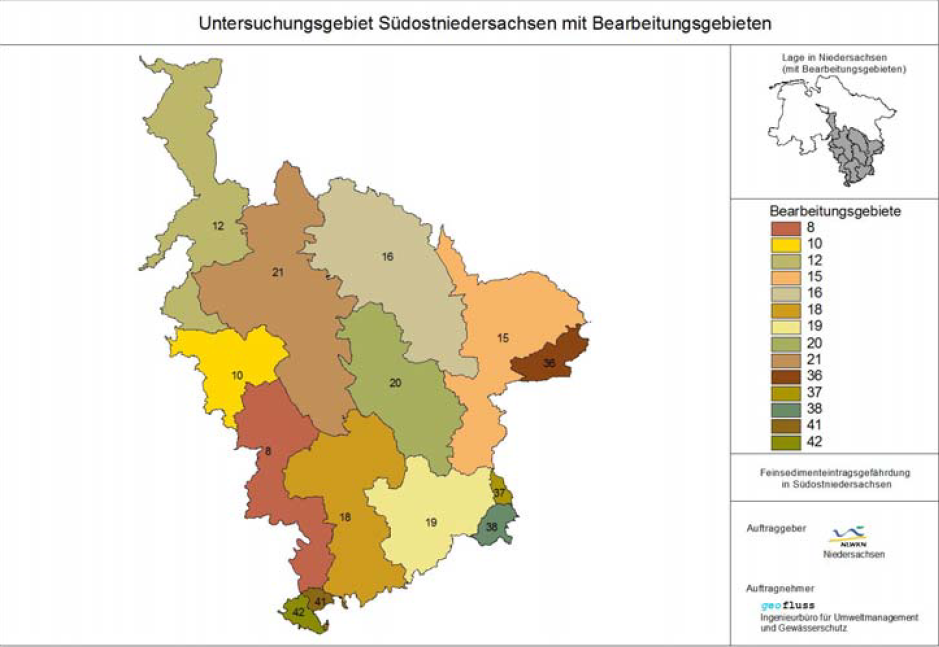 Untersuchungsgebiet Südostniedersachsen mit Bearbeitungsgebieten
Lage in Niedersachsen
(mit Bearbeitungsgebieten)
12
21
16
15
36
10
20
8
18
19
37
38
41
42
Bearbeitungsgebiete
8
10
12
15
16
18
19
20
21
36
37
38
41
42
Feinsedimenteintragsgefährdung
in Südostniedersachsen
Auftraggeber
NLWKN
Niedersachsen
Auftragnehmer
geofluss
Ingenieurbüro für Umweltmanagement
und Gewässerschutz